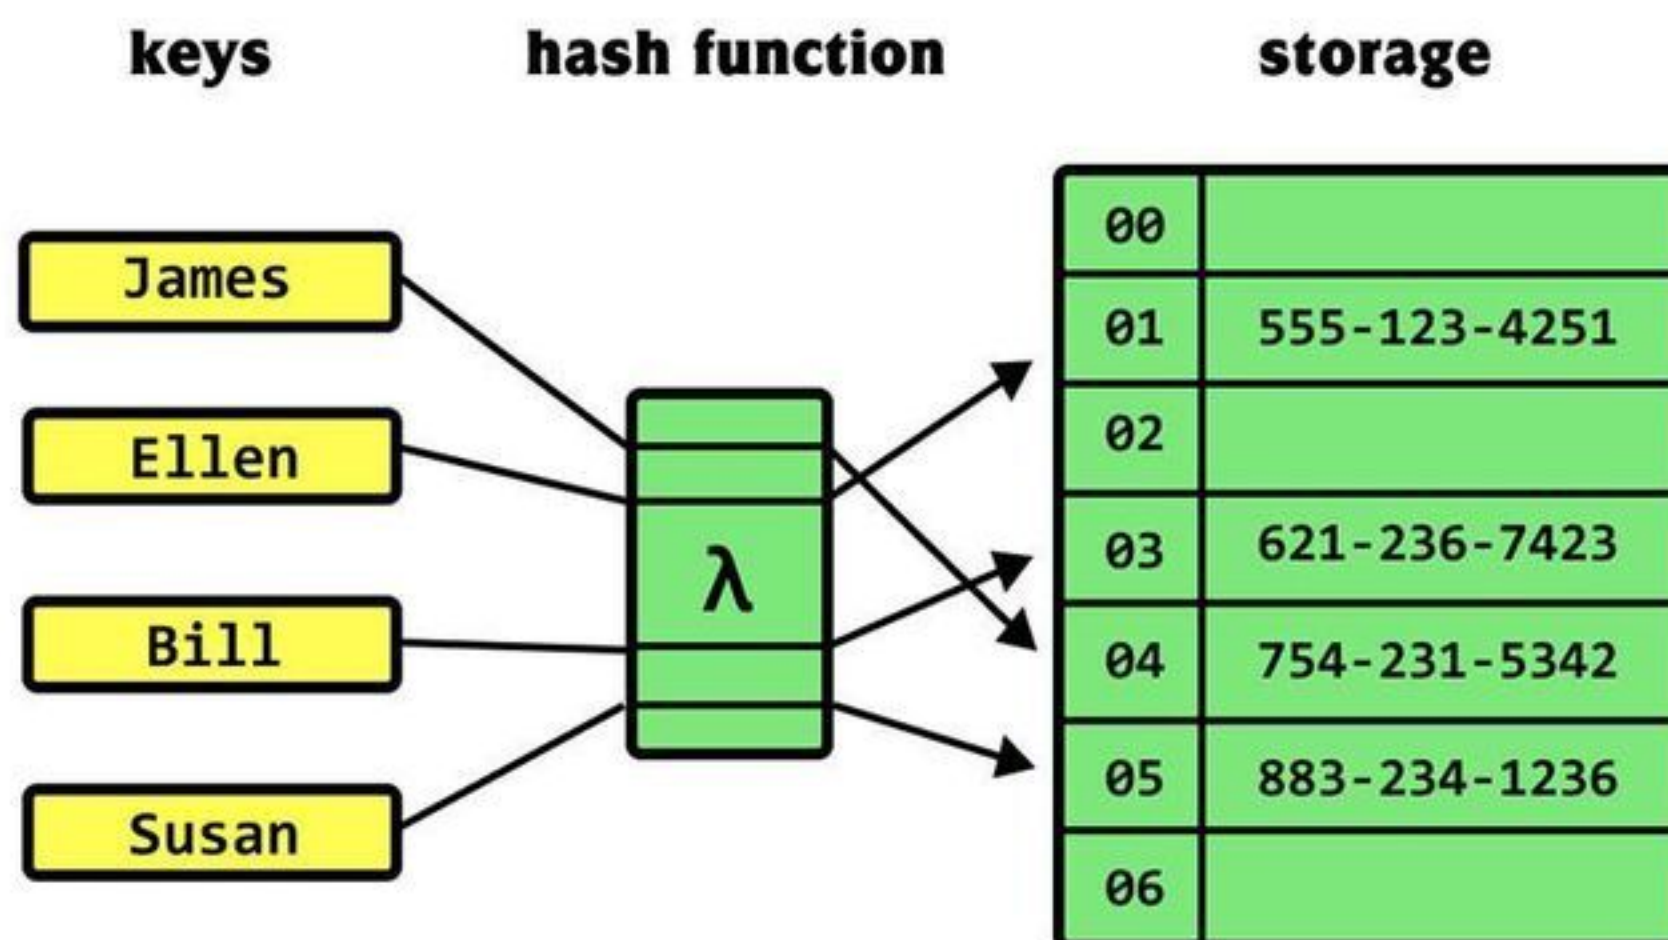 keys
hash function
storage
James
Ellen
Bill
Susan
λ
00
01 555-123-4251
02
03 621-236-7423
04 754-231-5342
05 883-234-1236
06